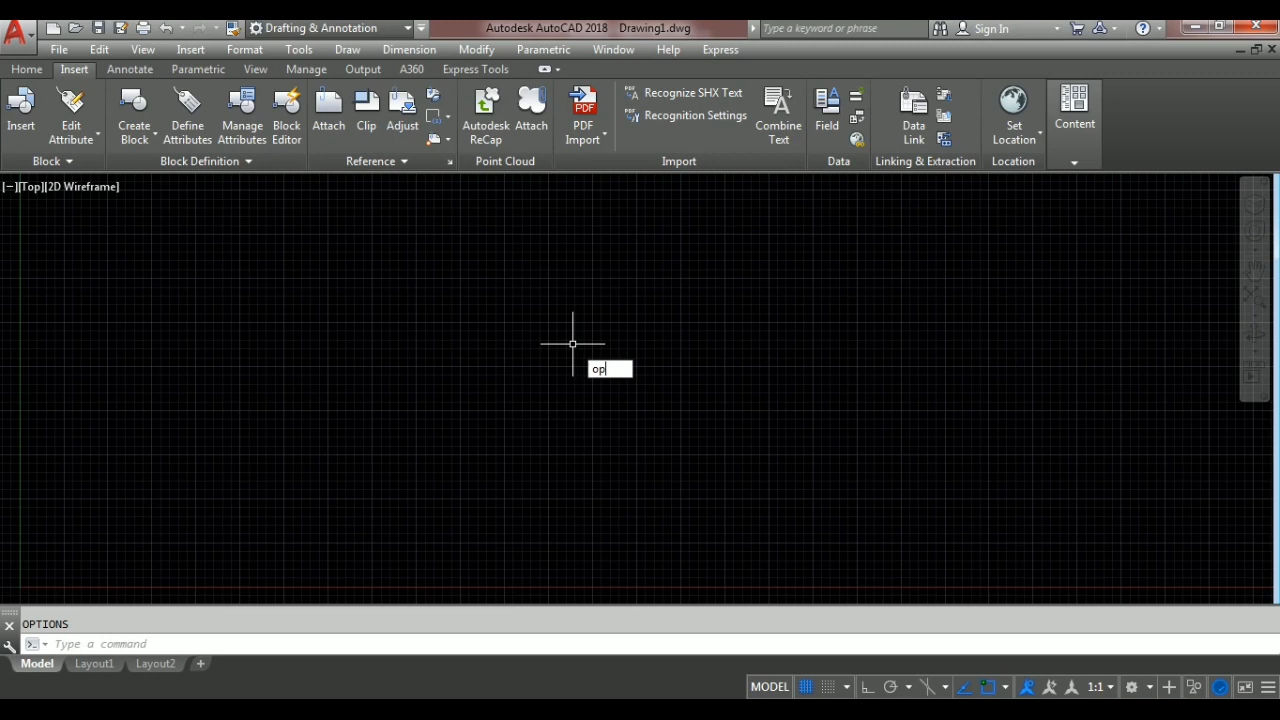 Drafting & Annotation
Autodesk AutoCAD 2018 Drawing1.dwg
Type a keyword or phrase
Sign In
File Edit View Insert Format Tools Draw Dimension Modify Parametric Window Help Express
Home Insert Annotate Parametric View Manage Output A360 Express Tools
Insert
Edit
Attribute
Create
Block
Define
Attributes
Manage
Attributes
Block
Editor
Attach
Clip
Adjust
Autodesk
ReCap
Attach
PDF
Import
Recognize SHX Text
Recognition Settings
Combine
Text
Field
Data
Link
Set
Location
Content
Block
Block Definition
Reference
Point Cloud
Import
Data
Linking & Extraction
Location
[−][Top][2D Wireframe]
op
OPTIONS
Type a command
Model Layout1 Layout2 +
MODEL
1:1